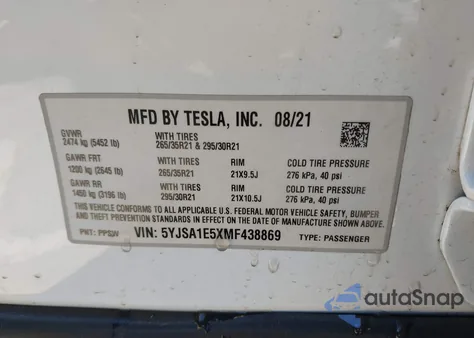 MFD BY TESLA, INC. 08/21
GVWR
2474 kg (5452 lb)
WITH TIRES
265/35R21 & 295/30R21
GAWR FRT
1200 kg (2645 lb)
WITH TIRES
265/35R21
RIM
21X9.5J
COLD TIRE PRESSURE
276 kPa, 40 psi
GAWR RR
1450 kg (3196 lb)
WITH TIRES
295/30R21
RIM
21X10.5J
COLD TIRE PRESSURE
276 kPa, 40 psi
THIS VEHICLE CONFORMS TO ALL APPLICABLE U.S. FEDERAL MOTOR VEHICLE SAFETY, BUMPER
AND THEFT PREVENTION STANDARDS IN EFFECT ON THE DATE OF MANUFACTURE SHOWN ABOVE.
PNT: PPSW VIN: 5YJSA1E5XMF438869 TYPE: PASSENGER
autoSnap